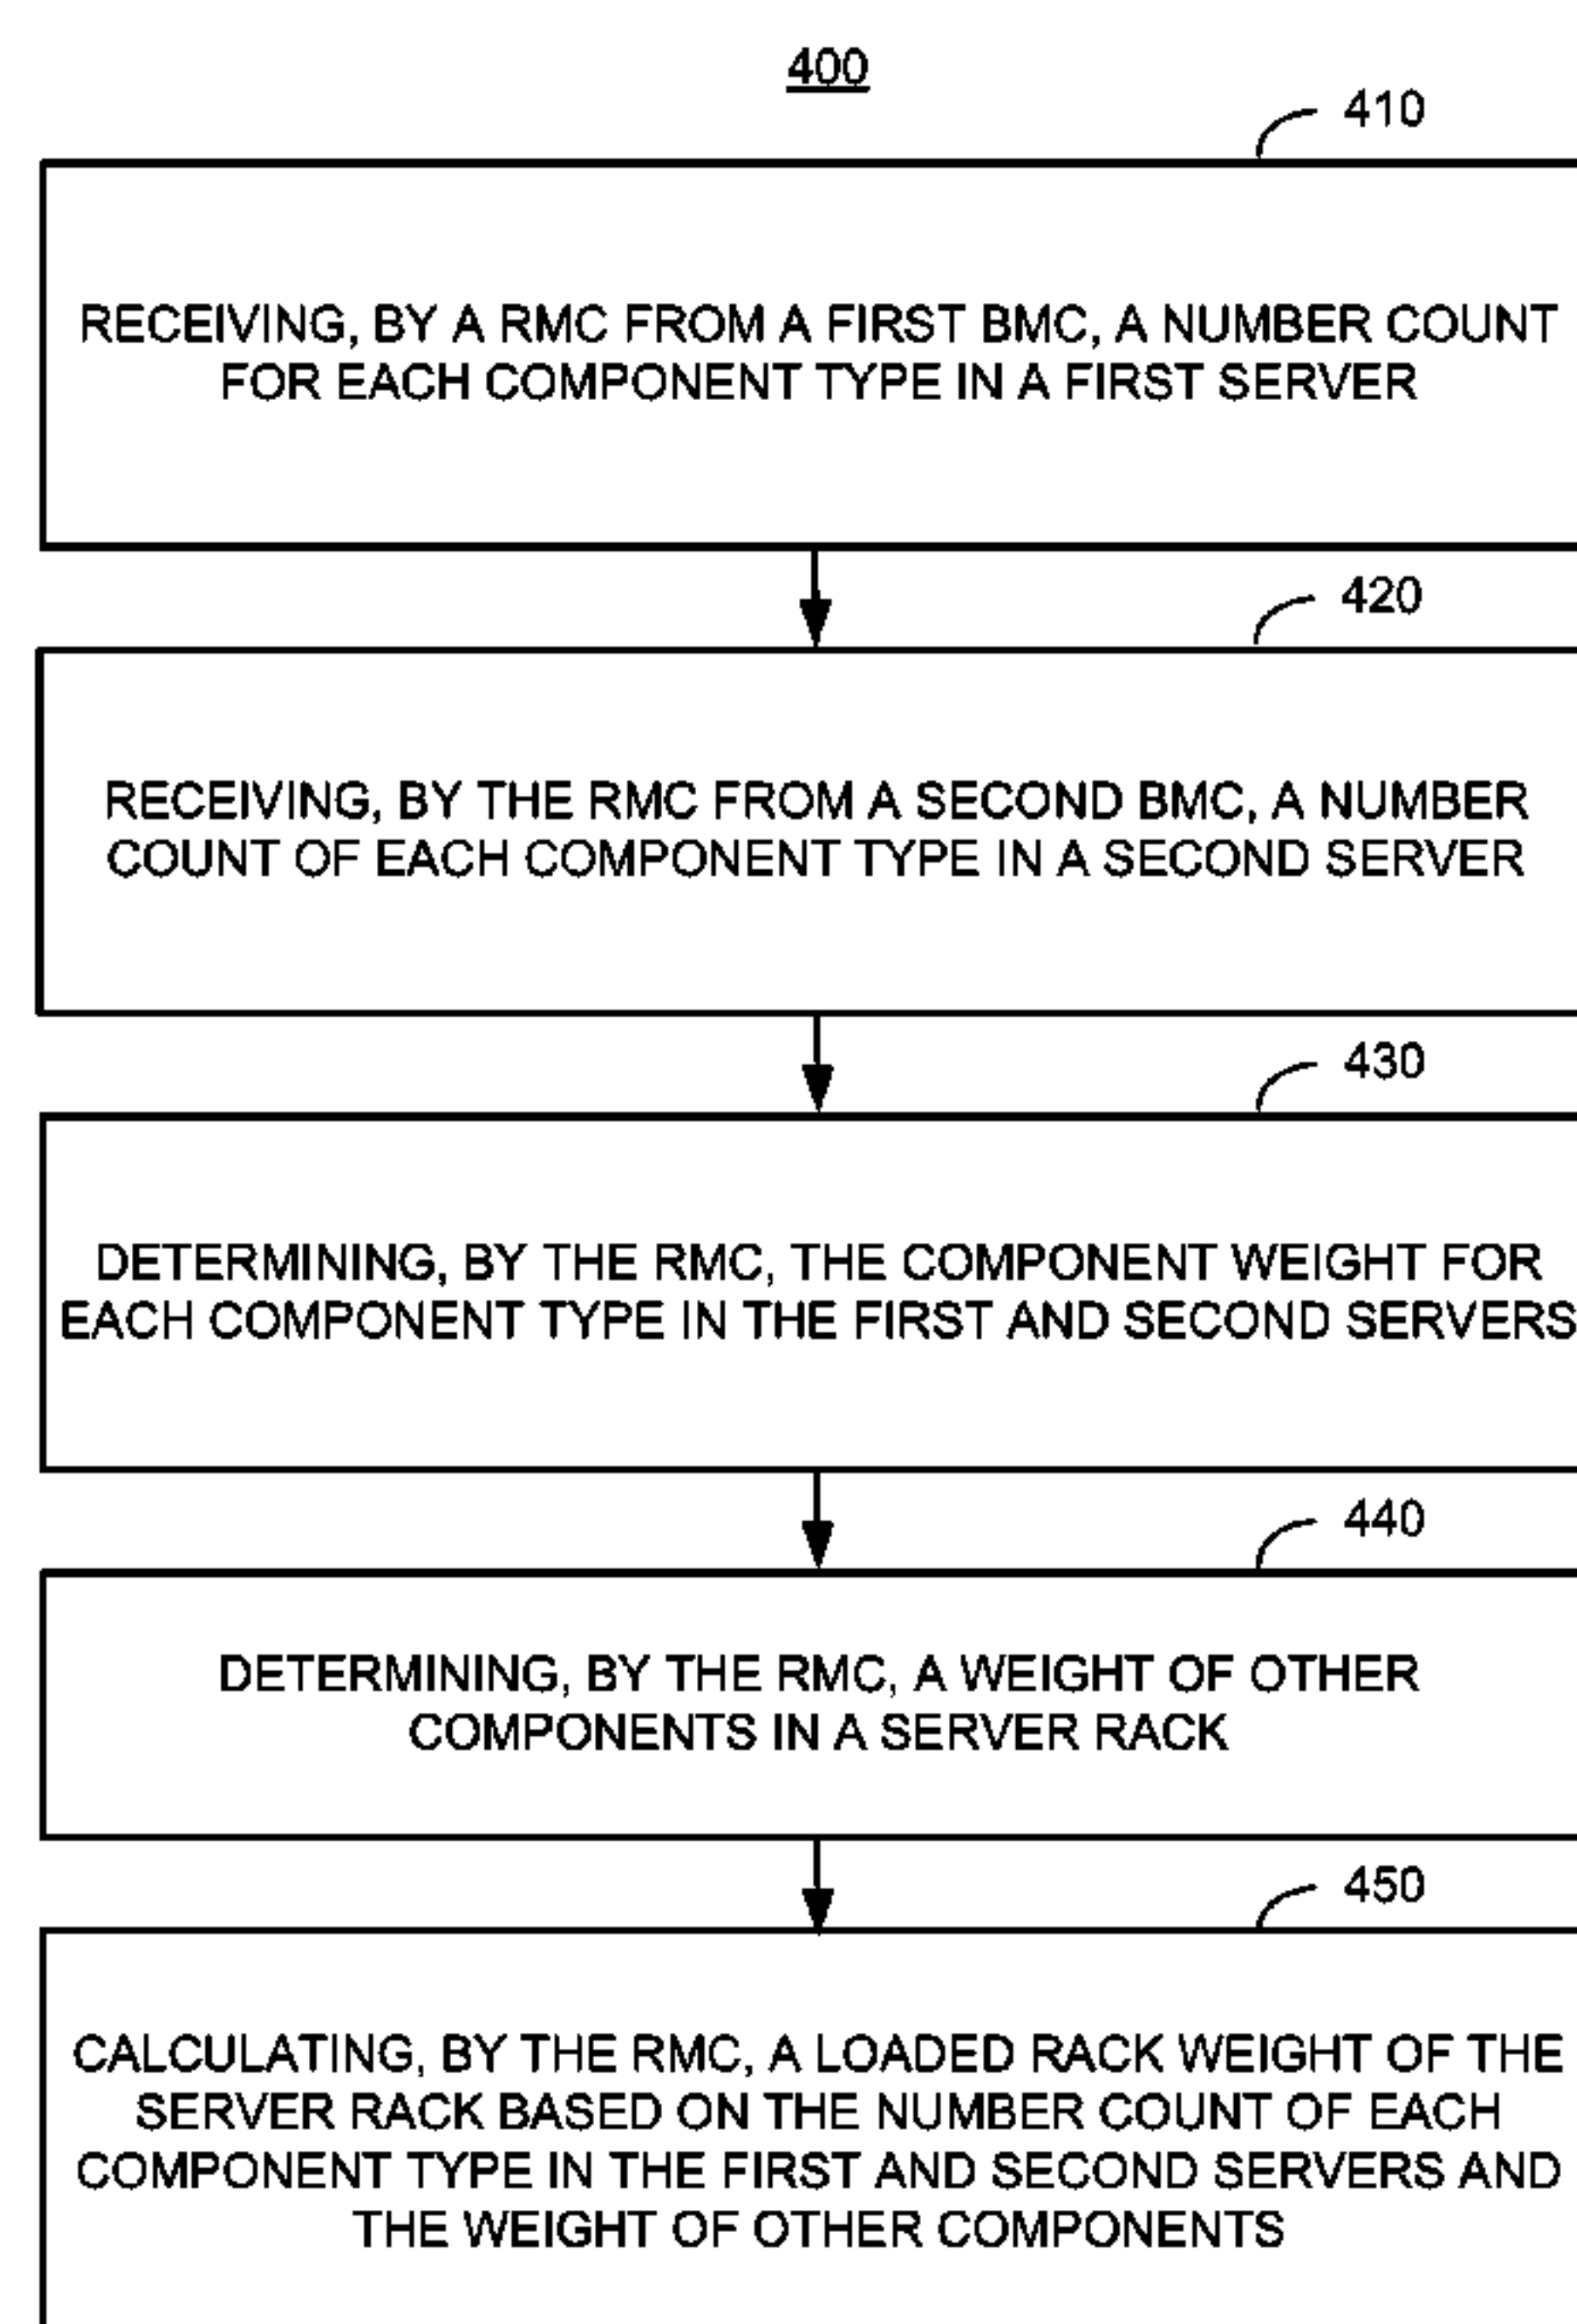 400
410
RECEIVING, BY A RMC FROM A FIRST BMC, A NUMBER COUNT
FOR EACH COMPONENT TYPE IN A FIRST SERVER
420
RECEIVING, BY THE RMC FROM A SECOND BMC, A NUMBER
COUNT OF EACH COMPONENT TYPE IN A SECOND SERVER
430
DETERMINING, BY THE RMC, THE COMPONENT WEIGHT FOR
EACH COMPONENT TYPE IN THE FIRST AND SECOND SERVERS
440
DETERMINING, BY THE RMC, A WEIGHT OF OTHER
COMPONENTS IN A SERVER RACK
450
CALCULATING, BY THE RMC, A LOADED RACK WEIGHT OF THE
SERVER RACK BASED ON THE NUMBER COUNT OF EACH
COMPONENT TYPE IN THE FIRST AND SECOND SERVERS AND
THE WEIGHT OF OTHER COMPONENTS